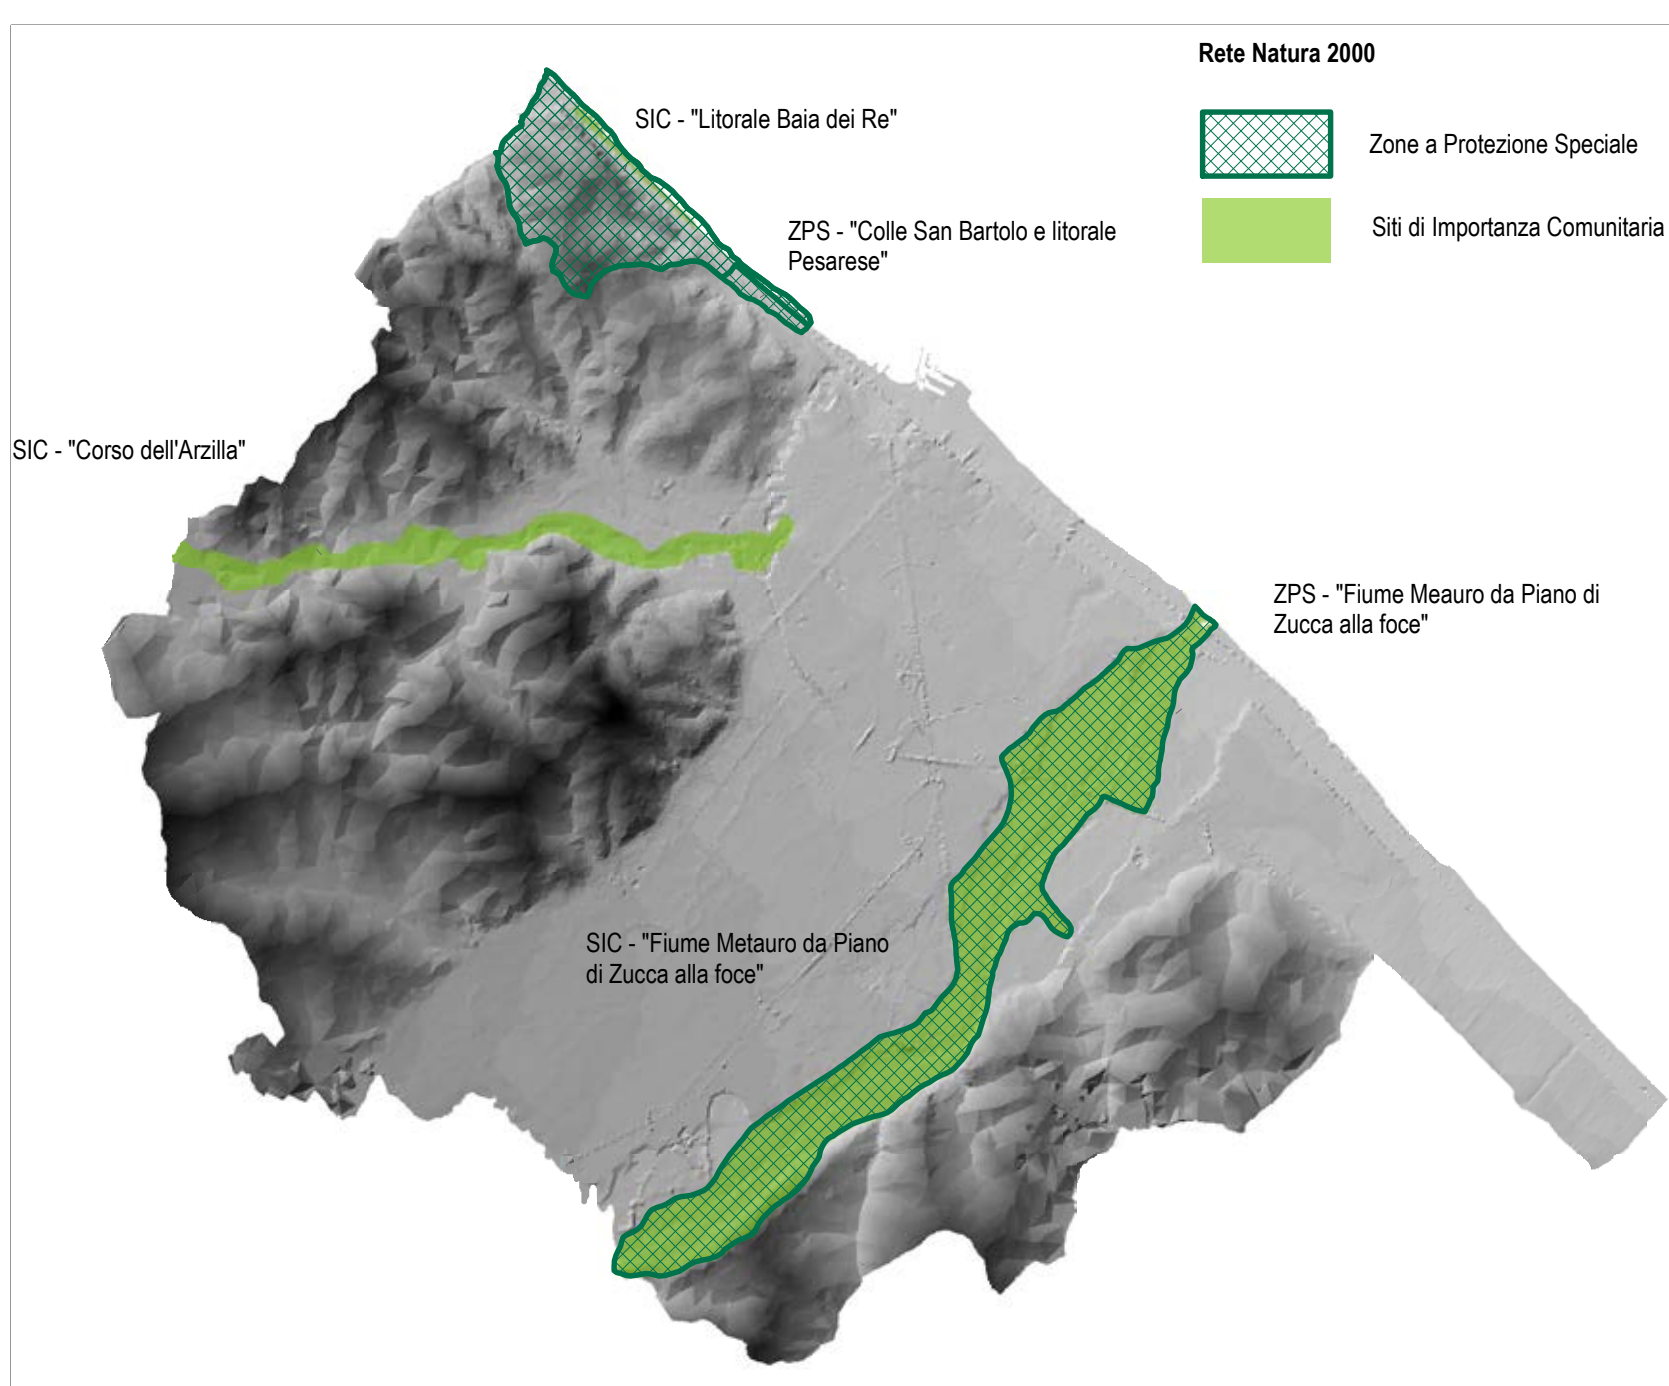 Rete Natura 2000
SIC - "Litorale Baia dei Re"
Zone a Protezione Speciale
ZPS - "Colle San Bartolo e litorale
Pesarese"
Siti di Importanza Comunitaria
SIC - "Corso dell'Arzilla"
ZPS - "Fiume Meauro da Piano di
Zucca alla foce"
SIC - "Fiume Metauro da Piano
di Zucca alla foce"